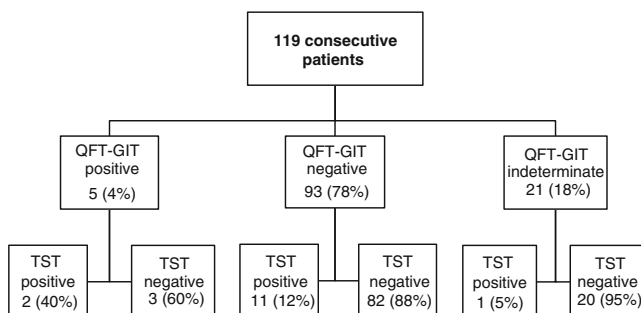 119 consecutive
patients
QFT-GIT
positive
5 (4%)
QFT-GIT
negative
93 (78%)
QFT-GIT
indeterminate
21 (18%)
TST
positive
2 (40%)
TST
negative
3 (60%)
TST
positive
11 (12%)
TST
negative
82 (88%)
TST
positive
1 (5%)
TST
negative
20 (95%)